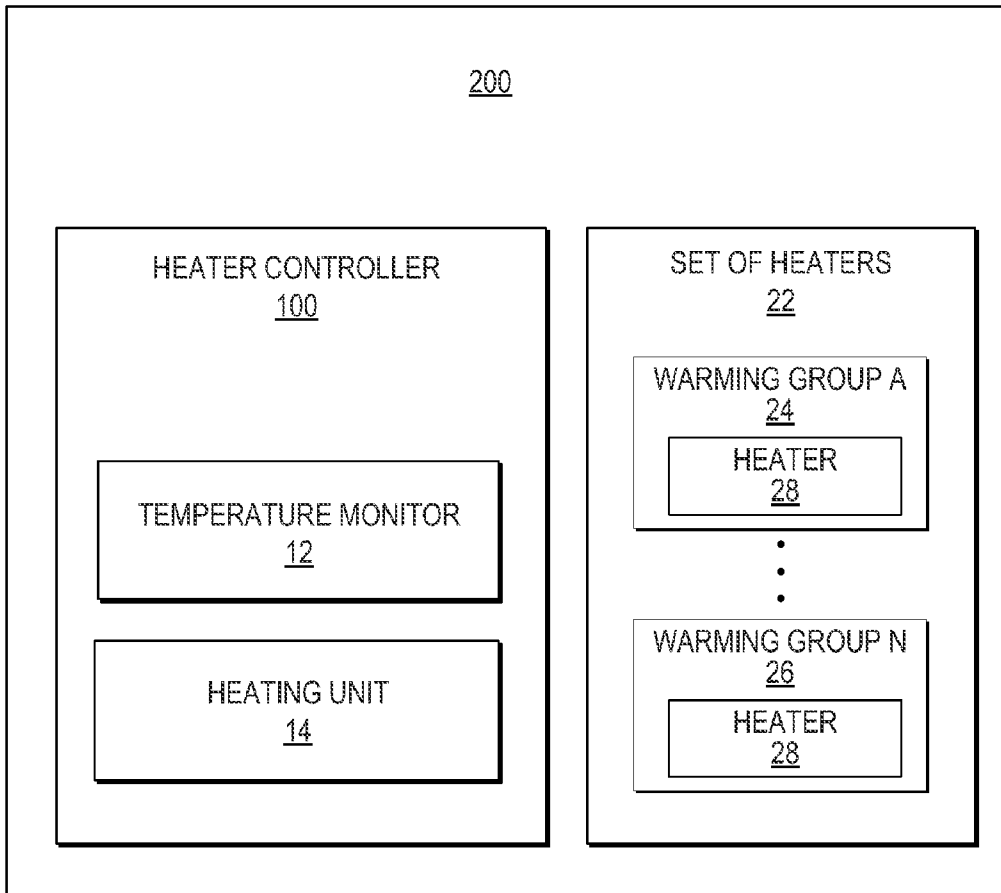 200
HEATER CONTROLLER
100
TEMPERATURE MONITOR
12
HEATING UNIT
14
SET OF HEATERS
22
WARMING GROUP A
24
HEATER
28
WARMING GROUP N
26
HEATER
28